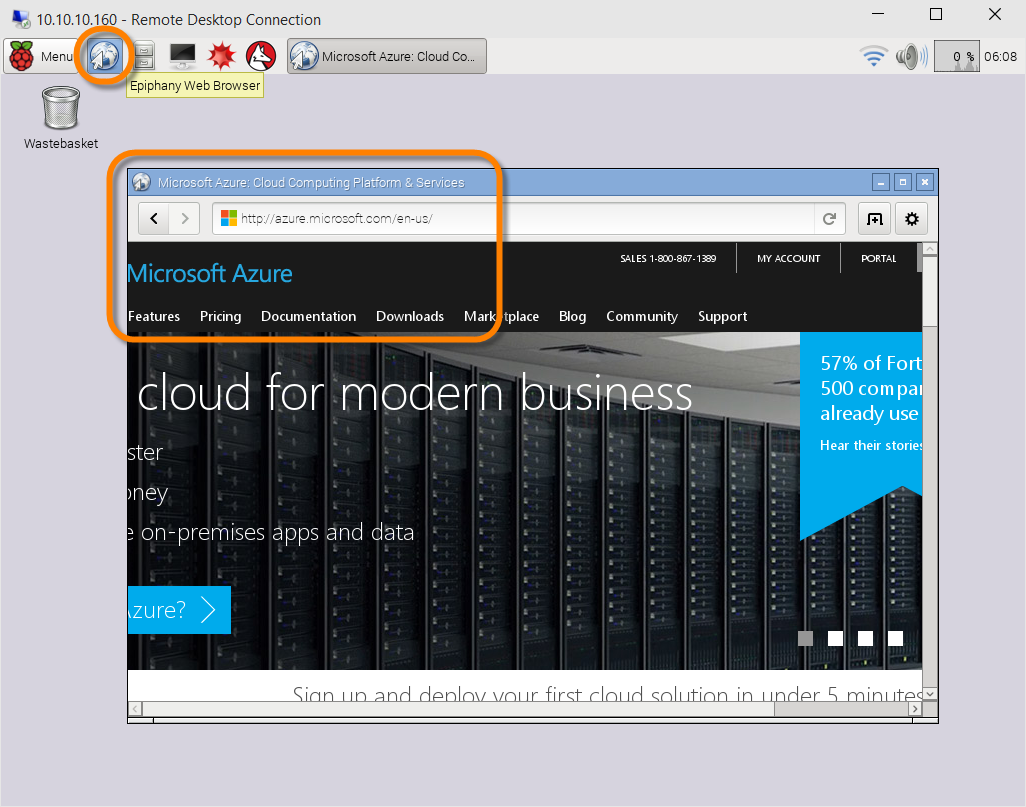 10.10.10.160 - Remote Desktop Connection
Menu
Microsoft Azure: Cloud Co...
0 %
06:08
Epiphany Web Browser
Wastebasket
Microsoft Azure: Cloud Computing Platform & Services
http://azure.microsoft.com/en-us/
SALES 1-800-867-1389
MY ACCOUNT
PORTAL
Microsoft Azure
Features Pricing Documentation Downloads Marketplace Blog Community Support
cloud for modern business
57% of Fort
500 compar
already use
Hear their stories
ster
oney
e on-premises apps and data
Azure?
Sign up and deploy your first cloud solution in under 5 minutes